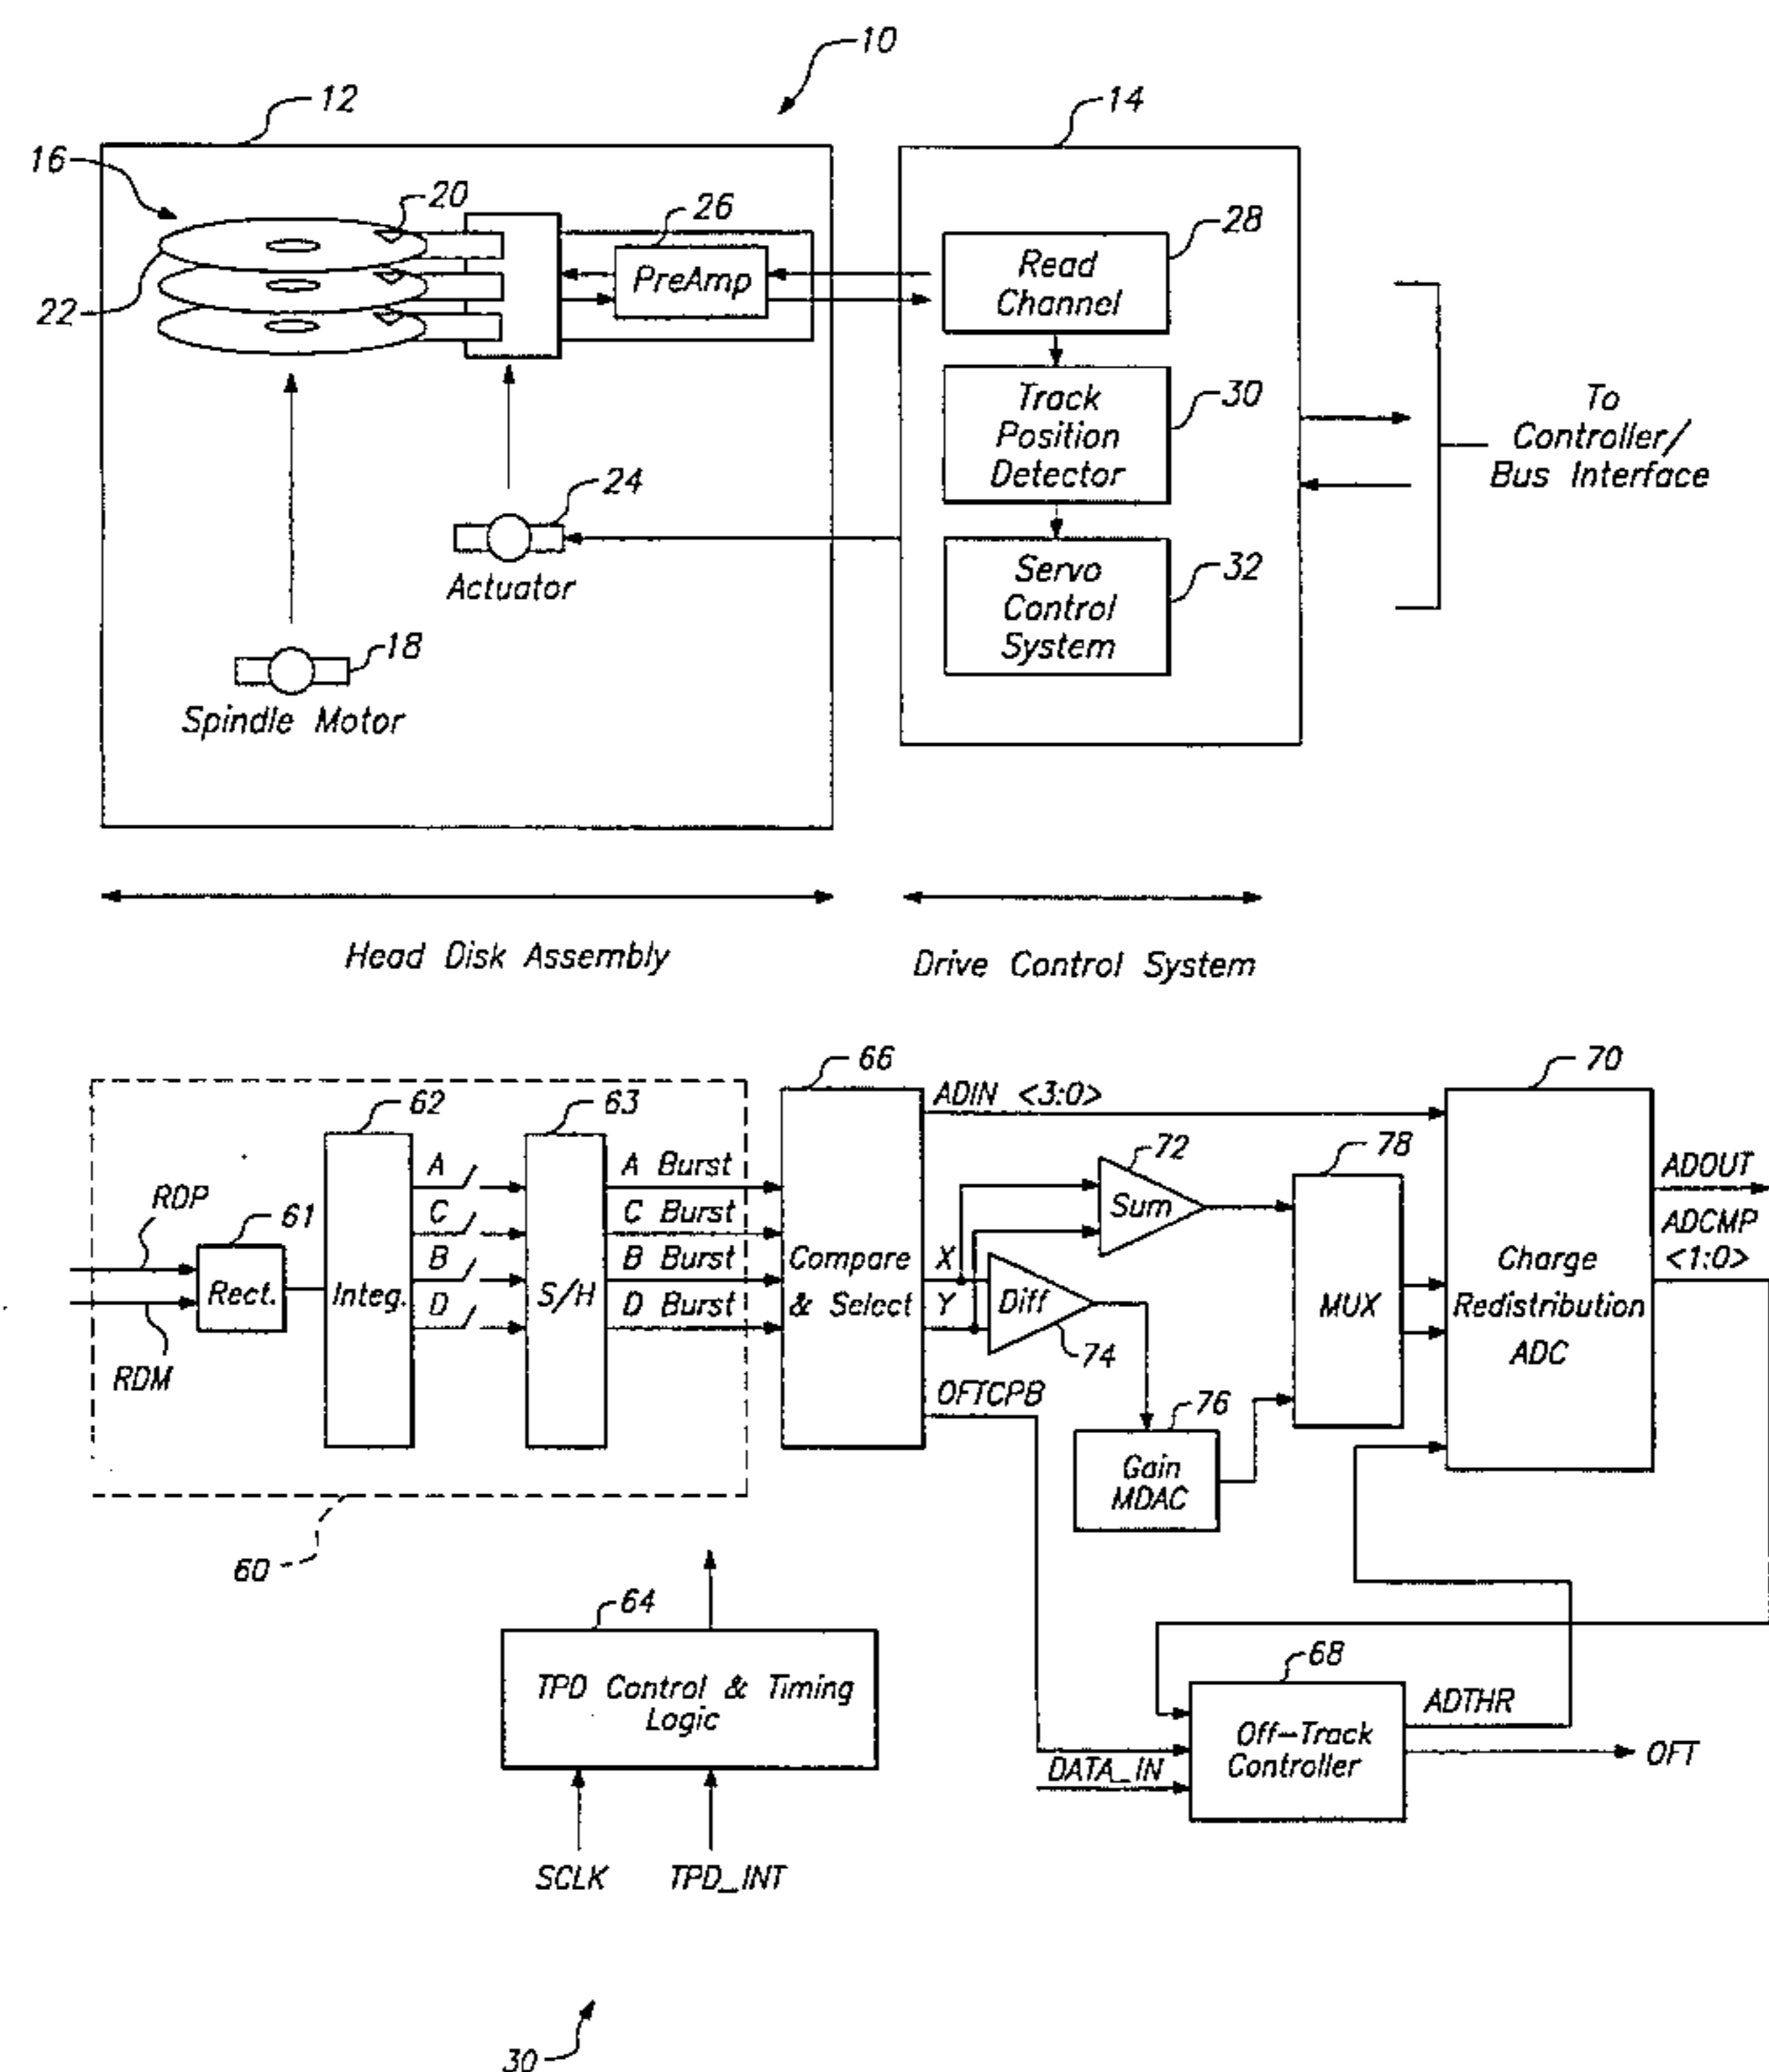 10
12
14
16
20
26
28
22
PreAmp
Read
Channel
Track
Position
Detector
30
To
Controller/
Bus Interface
24
Actuator
Servo
Control
System
32
18
Spindle Motor
Head Disk Assembly
Drive Control System
66
70
62
63
ADIN <3:0>
72
78
A
A Burst
Sum
ADOUT
RDP
61
C
C Burst
ADCMP
<1:0>
Rect.
Integ.
B
S/H
B Burst
Compare
& Select
X
Y
Diff
MUX
Charge
Redistribution
ADC
D
D Burst
74
RDM
OFTCPB
76
Gain
MDAC
60
64
TPD Control & Timing
Logic
68
ADTHR
Off-Track
Controller
OFT
DATA_IN
SCLK
TPD_INT
30